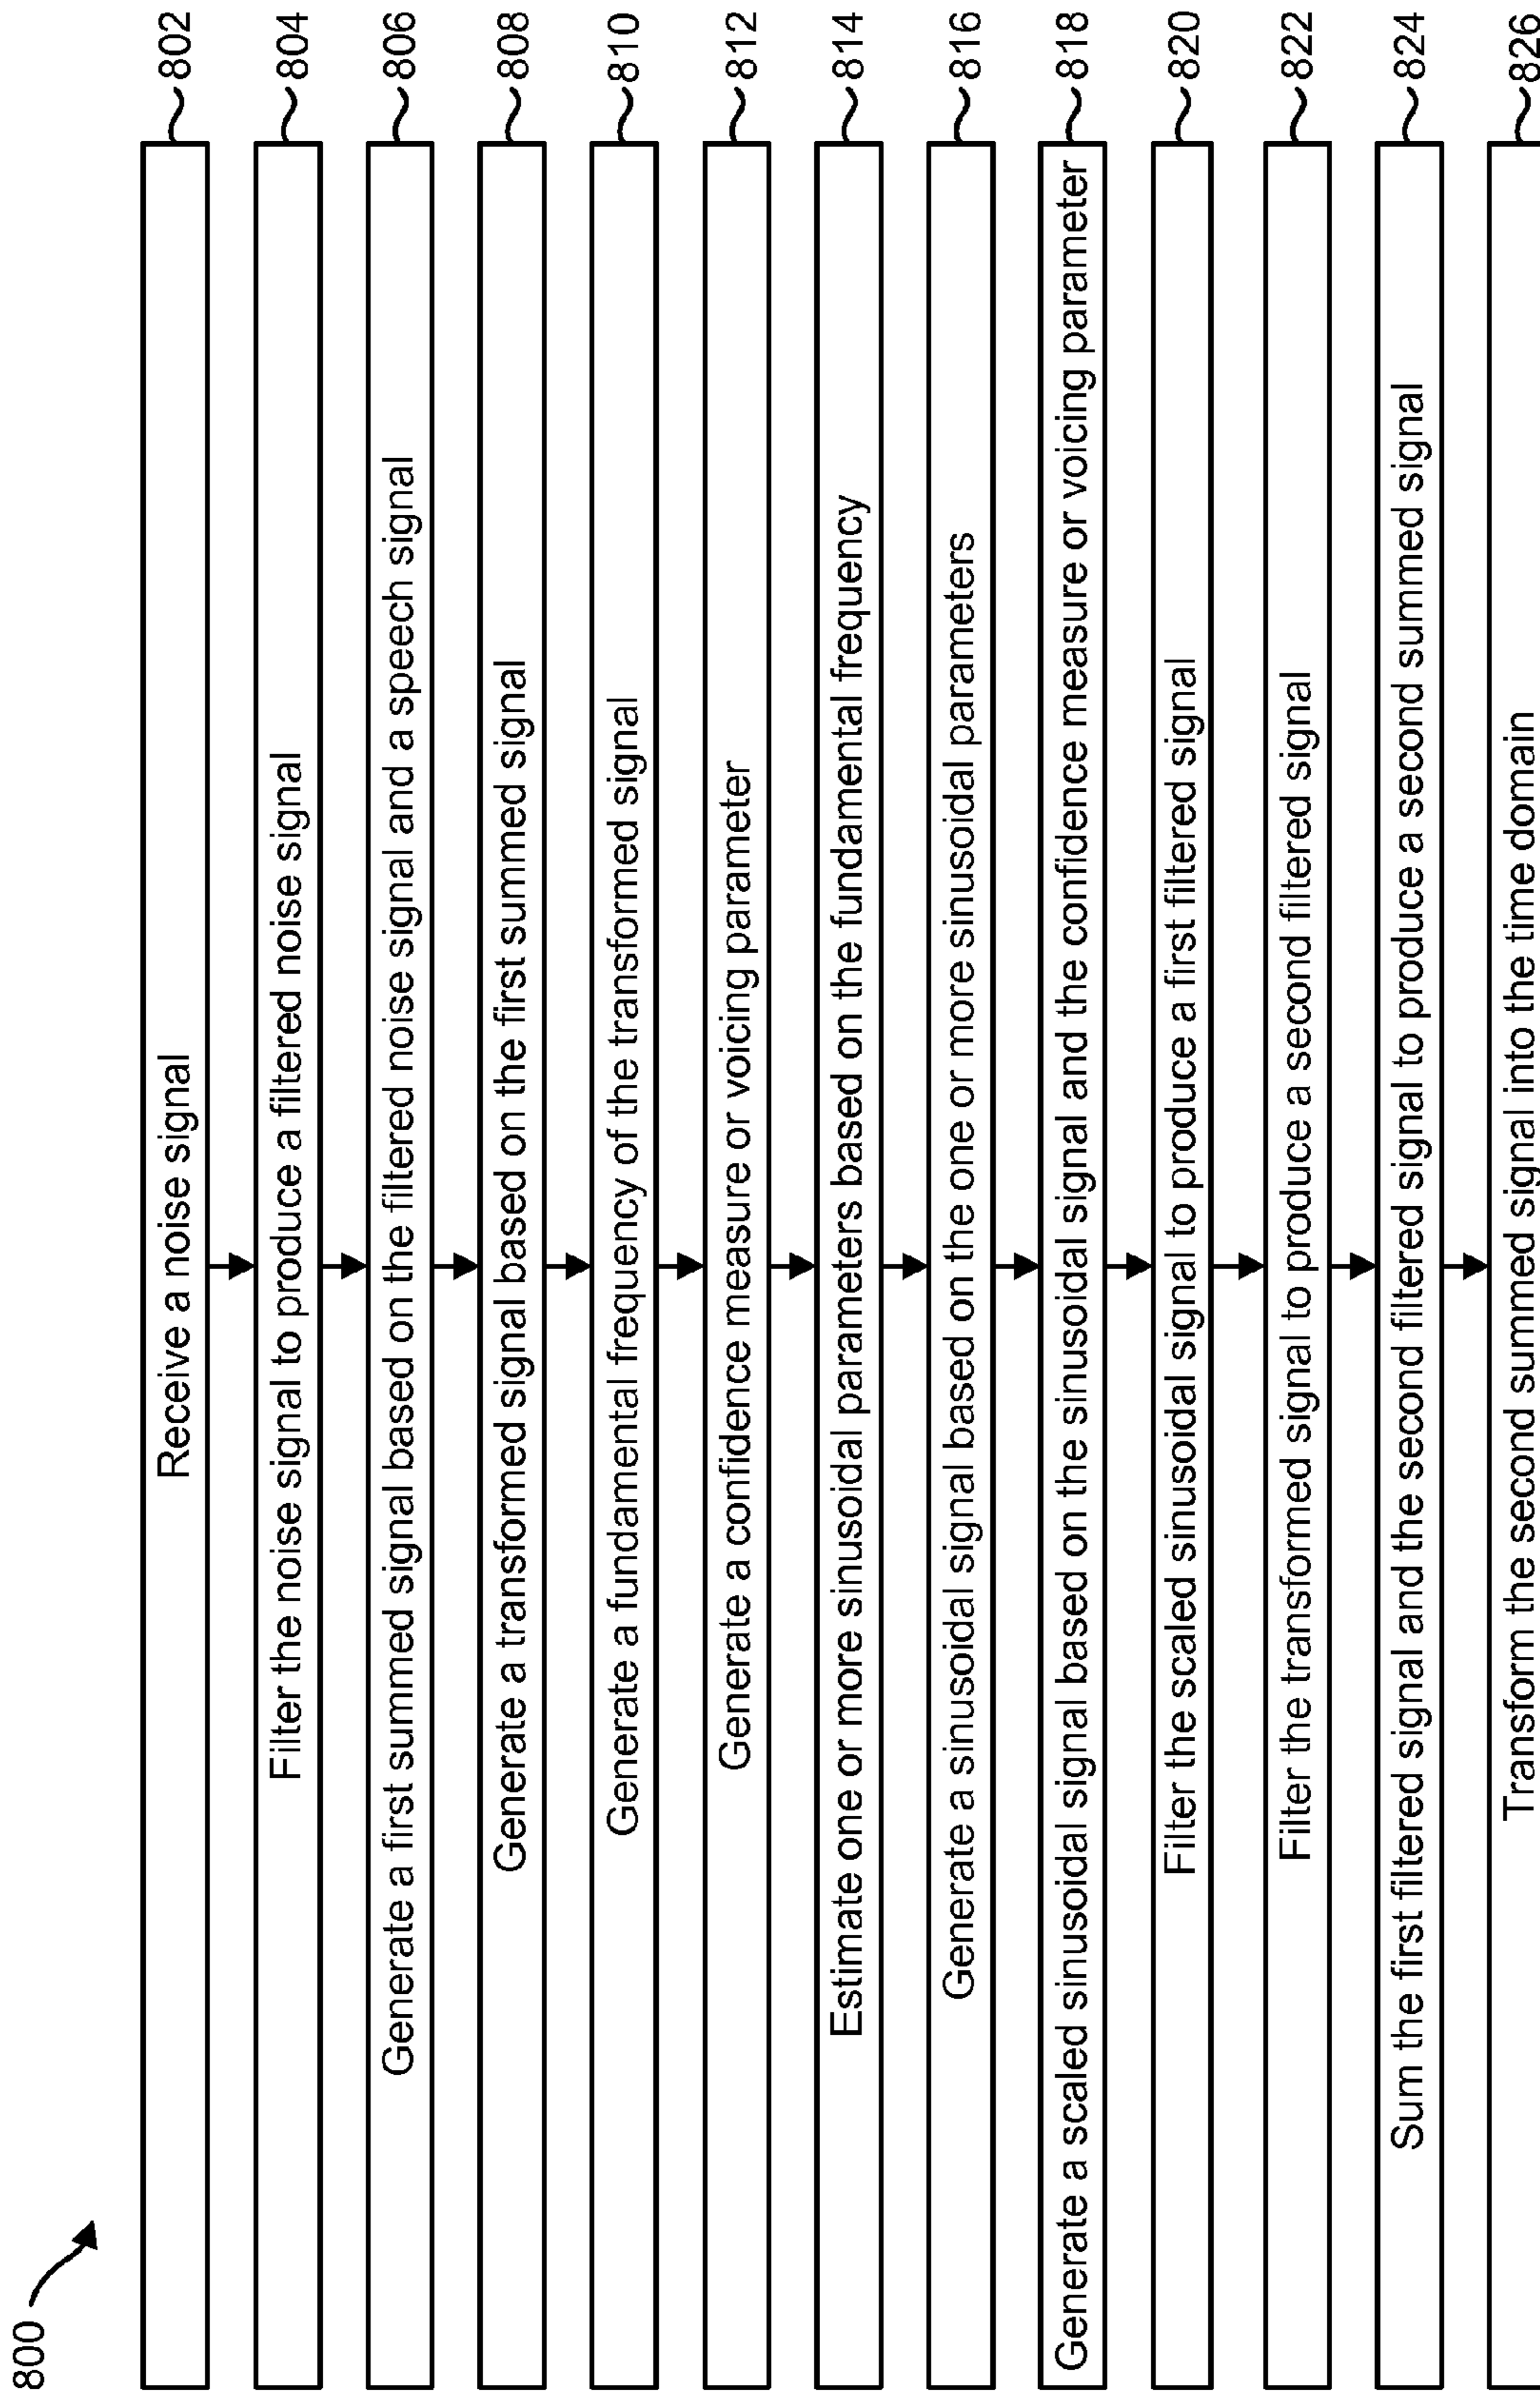 800
Receive a noise signal
802
Filter the noise signal to produce a filtered noise signal
804
Generate a first summed signal based on the filtered noise signal and a speech signal
806
Generate a transformed signal based on the first summed signal
808
Generate a fundamental frequency of the transformed signal
810
Generate a confidence measure or voicing parameter
812
Estimate one or more sinusoidal parameters based on the fundamental frequency
814
Generate a sinusoidal signal based on the one or more sinusoidal parameters
816
Generate a scaled sinusoidal signal based on the sinusoidal signal and the confidence measure or voicing parameter
818
Filter the scaled sinusoidal signal to produce a first filtered signal
820
Filter the transformed signal to produce a second filtered signal
822
Sum the first filtered signal and the second filtered signal to produce a second summed signal
824
Transform the second summed signal into the time domain
826